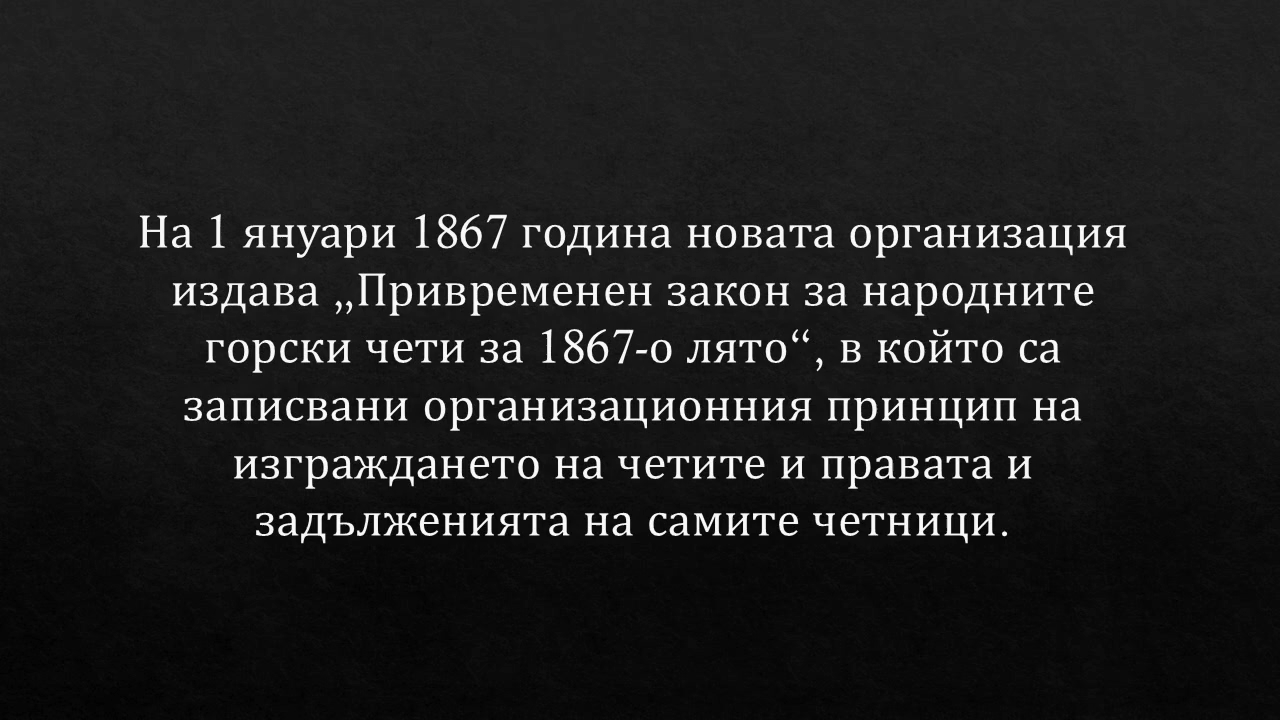 На 1 януари 1867 година новата организация
издава ,,Привременен закон за народните
горски чети за 1867-о лято“, в който са
записвани организационния принцип на
изграждането на четите и правата и
задълженията на самите четници.